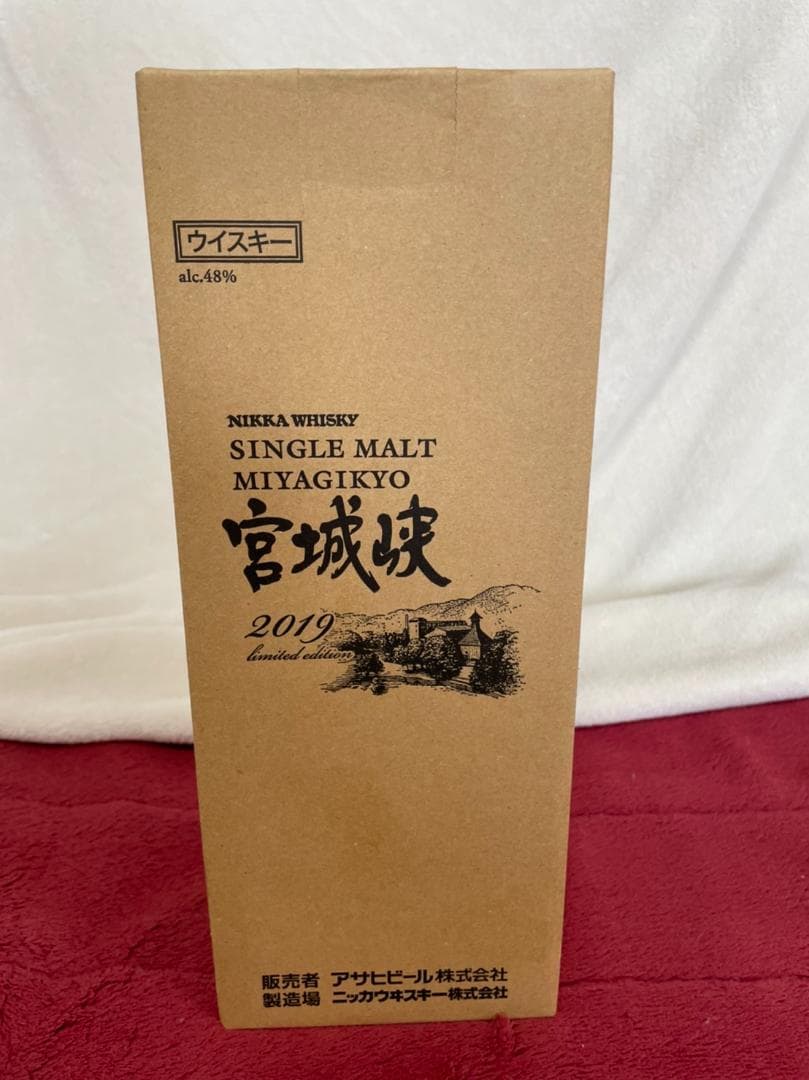 ウイスキー
alc.48%
NIKKA WHISKY
SINGLE MALT
MIYAGIKYO
宮城峡
2019
limited edition
販売者 アサヒビール株式会社
製造場 ニッカウヰスキー株式会社